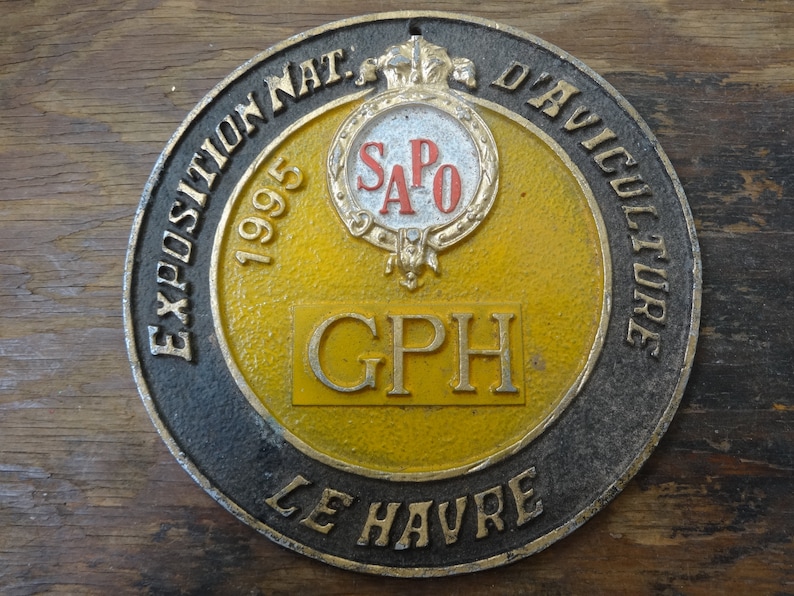 EXPOSITION NAT. D'AVICULTURE
1995
SAPO
GPH
LE HAVRE